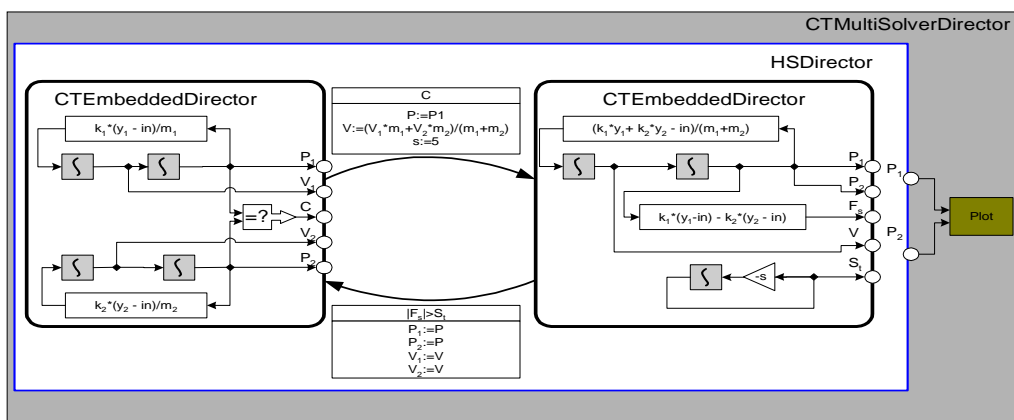 CTMultiSolverDirector
HSDirector
CTEmbeddedDirector
k₁*(y₁ - in)/m₁
∫ ∫
P₁
V₁
=?
C
V₂
∫ ∫
P₂
k₂*(y₂ - in)/m₂
C
P:=P1
V:=(V₁*m₁+V₂*m₂)/(m₁+m₂)
s:=5
|Fₛ|>Sₜ
P₁:=P
P₂:=P
V₁:=V
V₂:=V
CTEmbeddedDirector
(k₁*y₁+ k₂*y₂ - in)/(m₁+m₂)
∫ ∫
P₁
P₂
k₁*(y₁-in) - k₂*(y₂ - in)
Fₛ
V
∫ -s
Sₜ
P₁
P₂
Plot